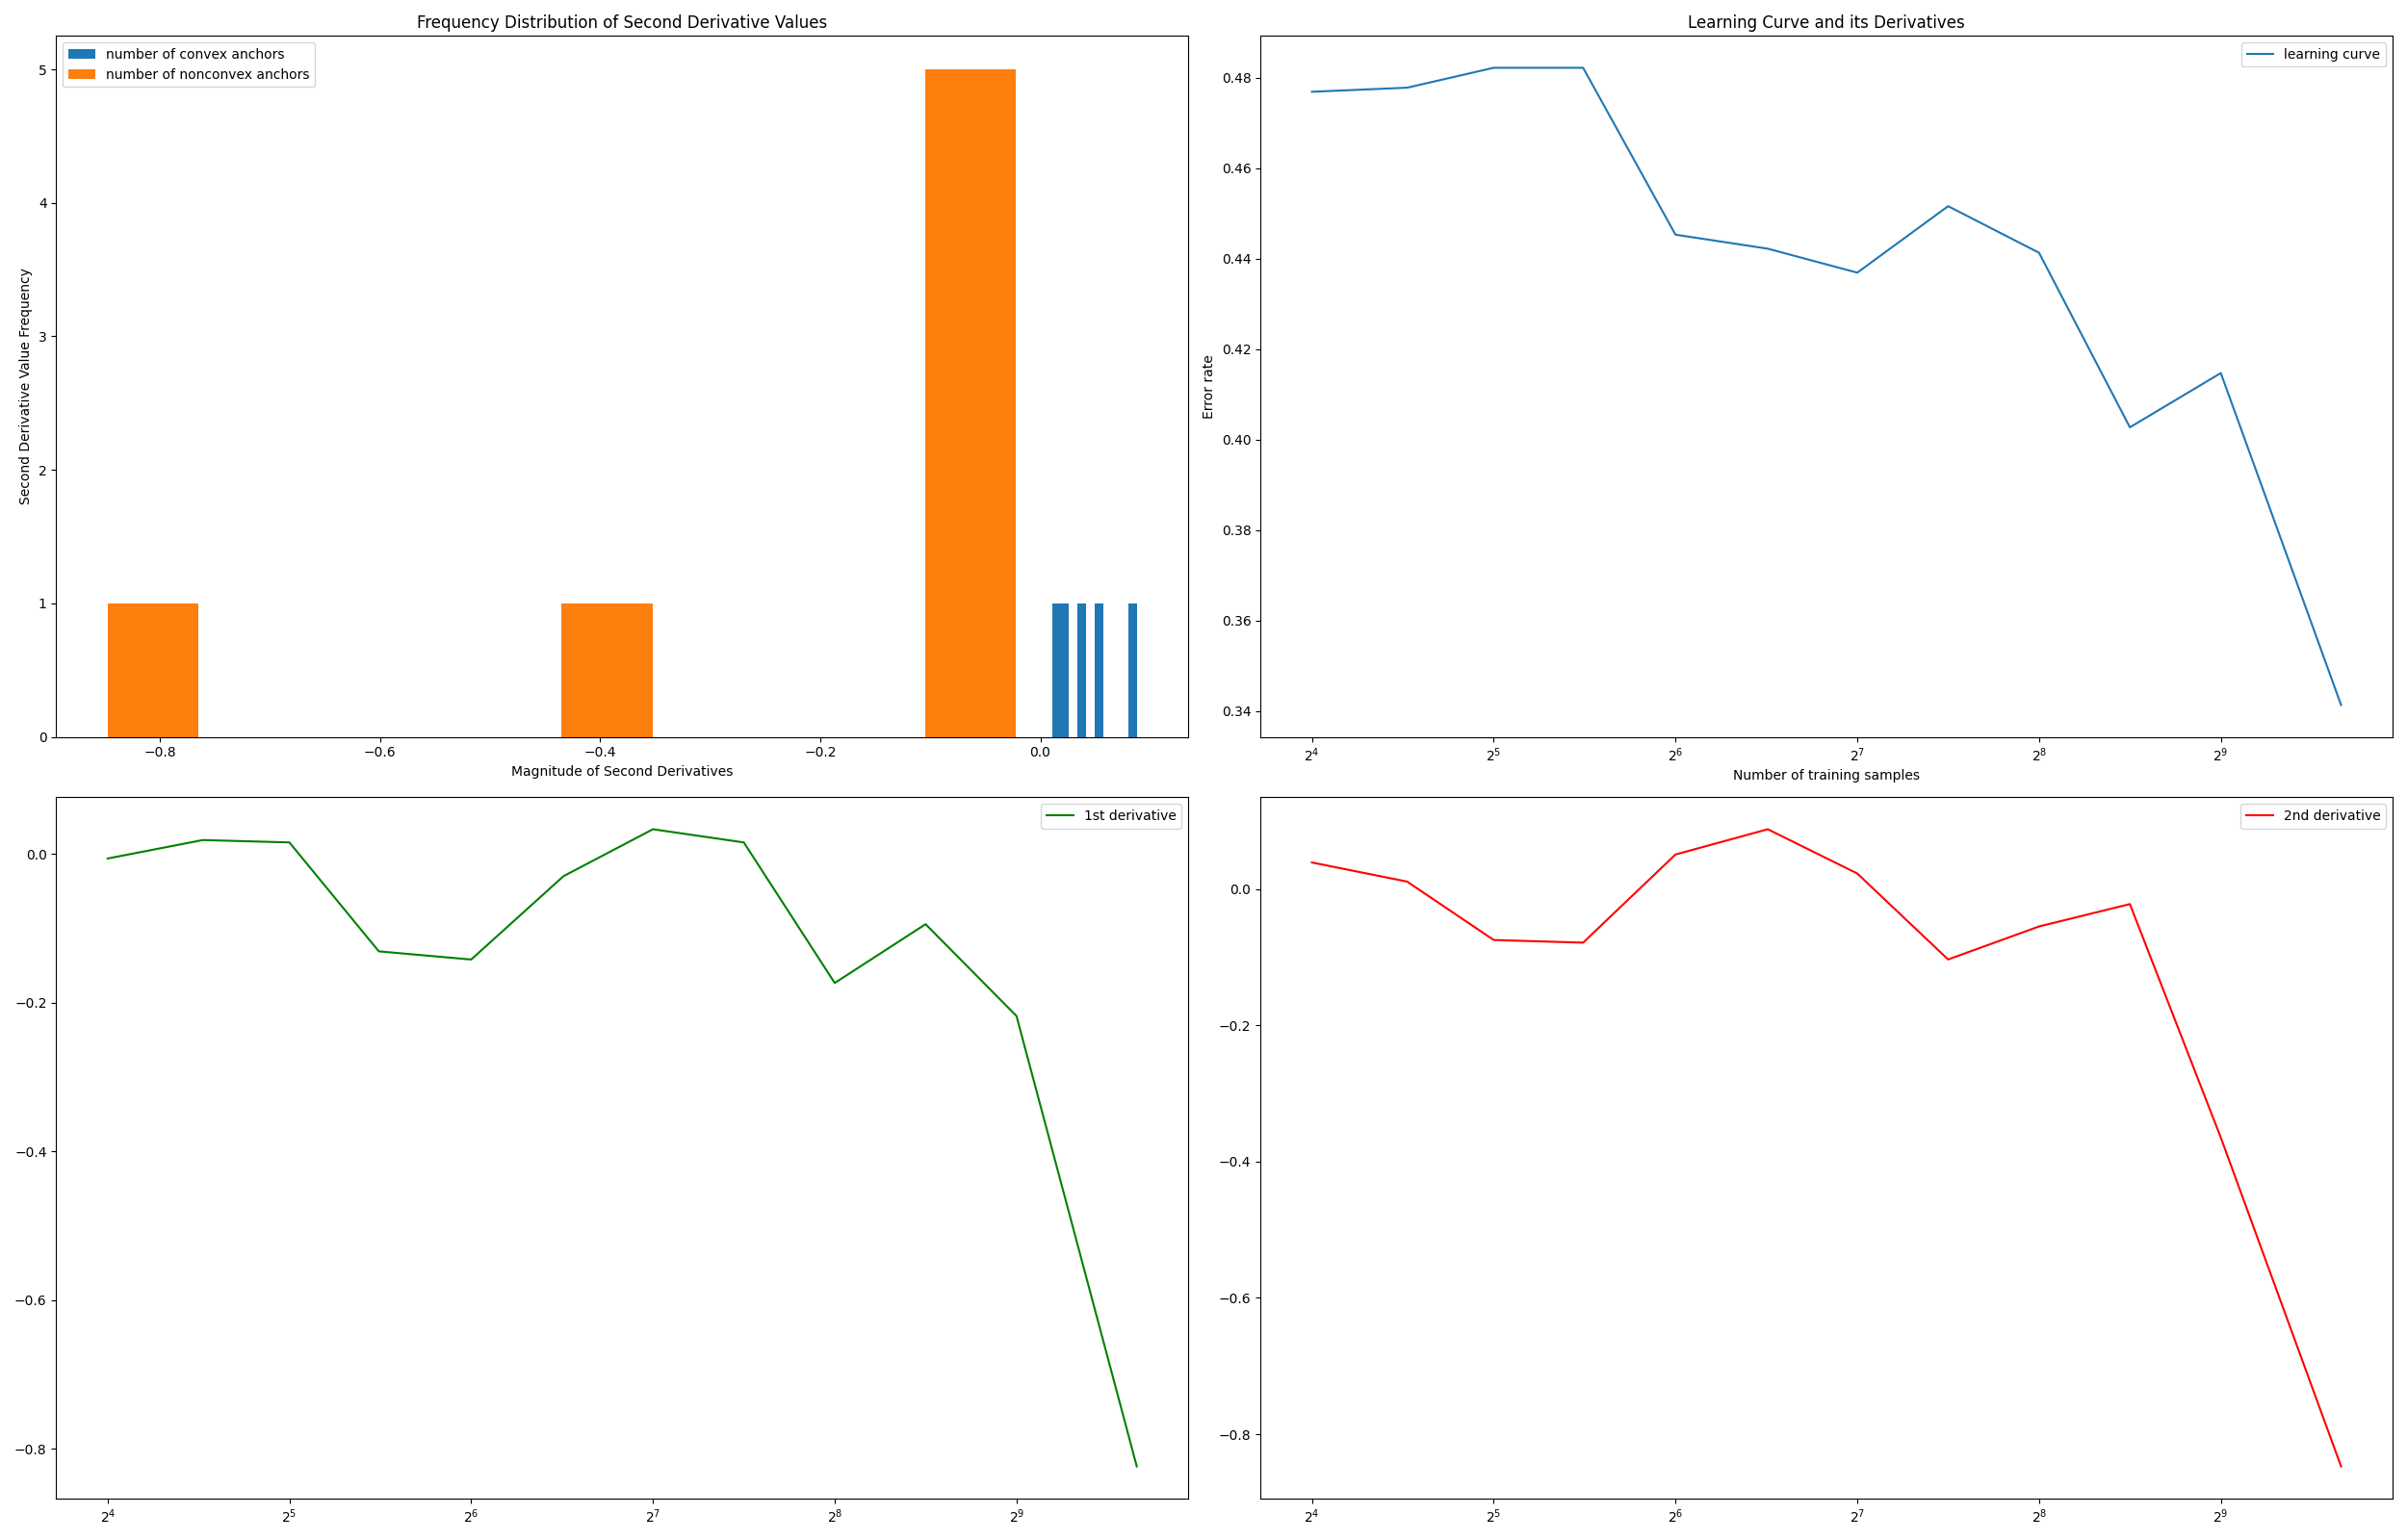 Frequency Distribution of Second Derivative Values
number of convex anchors
number of nonconvex anchors
Second Derivative Value Frequency
5
4
3
2
1
0
−0.8 −0.6 −0.4 −0.2 0.0
Magnitude of Second Derivatives
Learning Curve and its Derivatives
learning curve
Error rate
0.48
0.46
0.44
0.42
0.40
0.38
0.36
0.34
2⁴ 2⁵ 2⁶ 2⁷ 2⁸ 2⁹
Number of training samples
1st derivative
0.0
−0.2
−0.4
−0.6
−0.8
2⁴ 2⁵ 2⁶ 2⁷ 2⁸ 2⁹
2nd derivative
0.0
−0.2
−0.4
−0.6
−0.8
2⁴ 2⁵ 2⁶ 2⁷ 2⁸ 2⁹